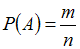 P(A) = m/n